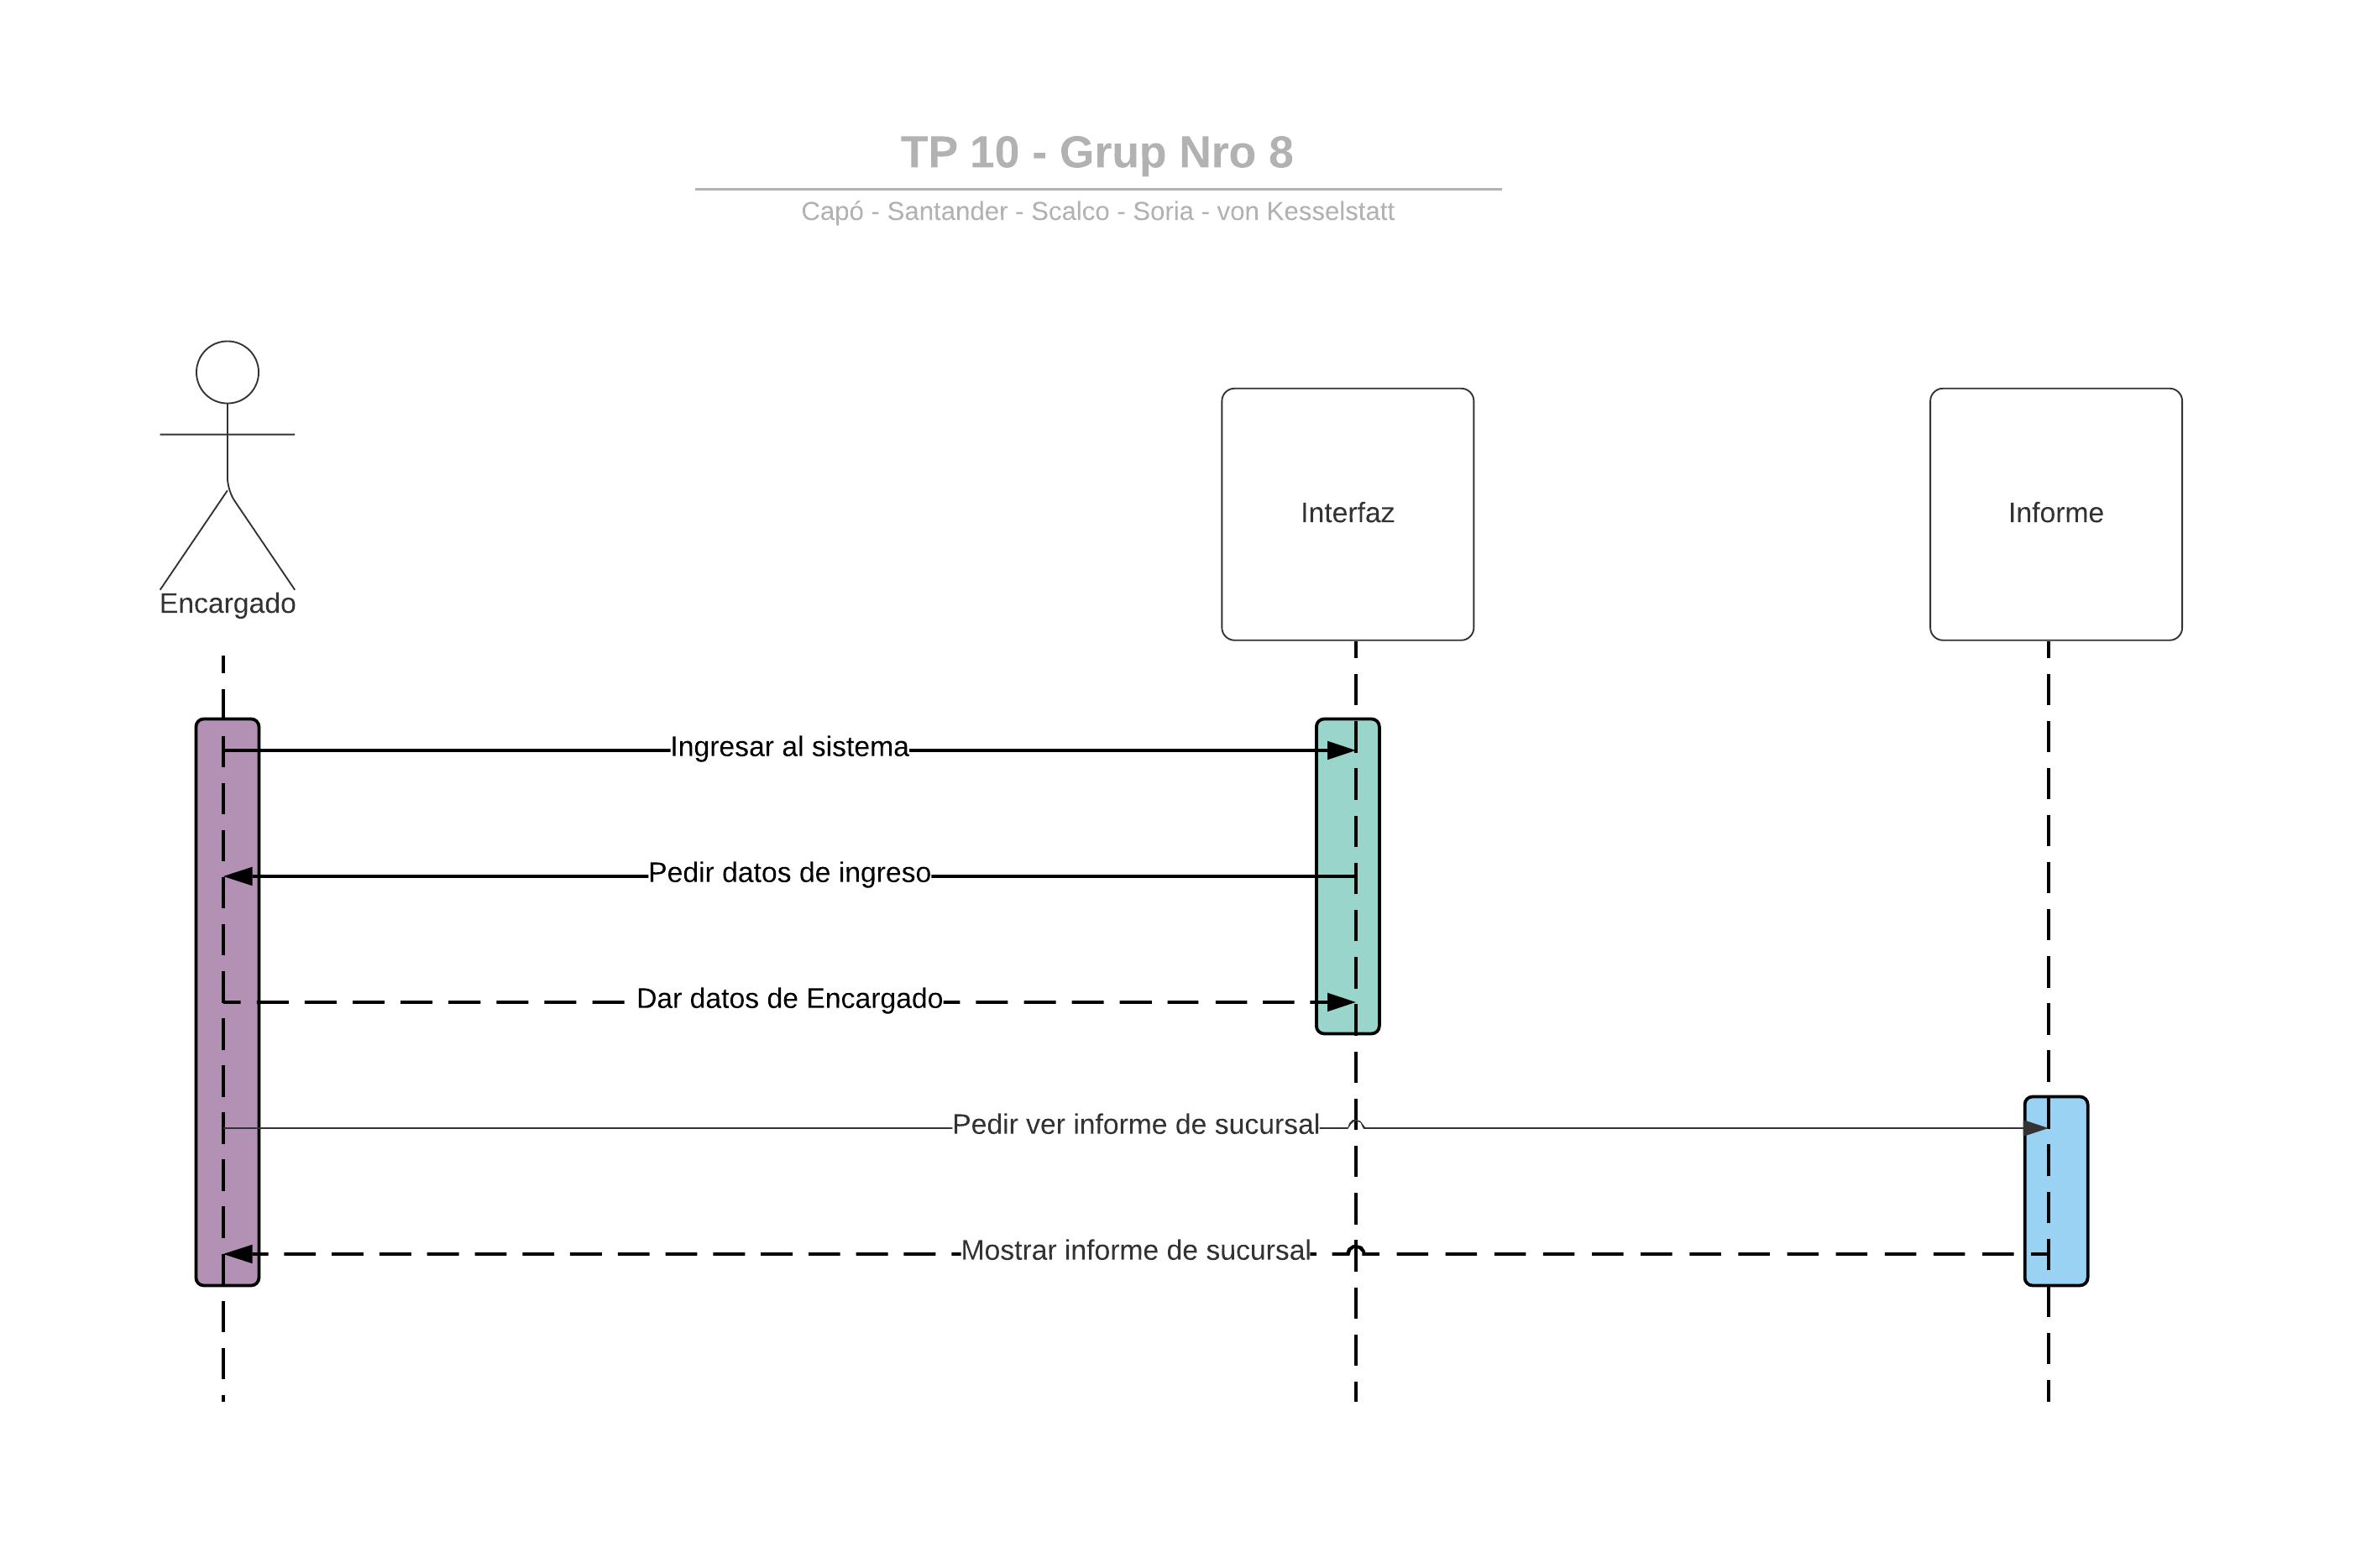 TP 10 - Grup Nro 8
Capó - Santander - Scalco - Soria - von Kesselstatt
Interfaz
Informe
Encargado
Ingresar al sistema
Pedir datos de ingreso
Dar datos de Encargado
Pedir ver informe de sucursal
Mostrar informe de sucursal